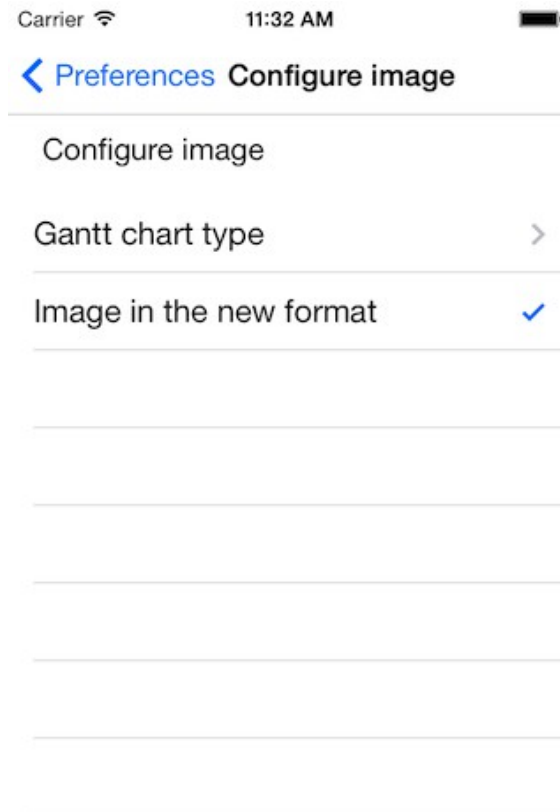 Carrier 11:32 AM
Preferences Configure image
Configure image
Gantt chart type
Image in the new format